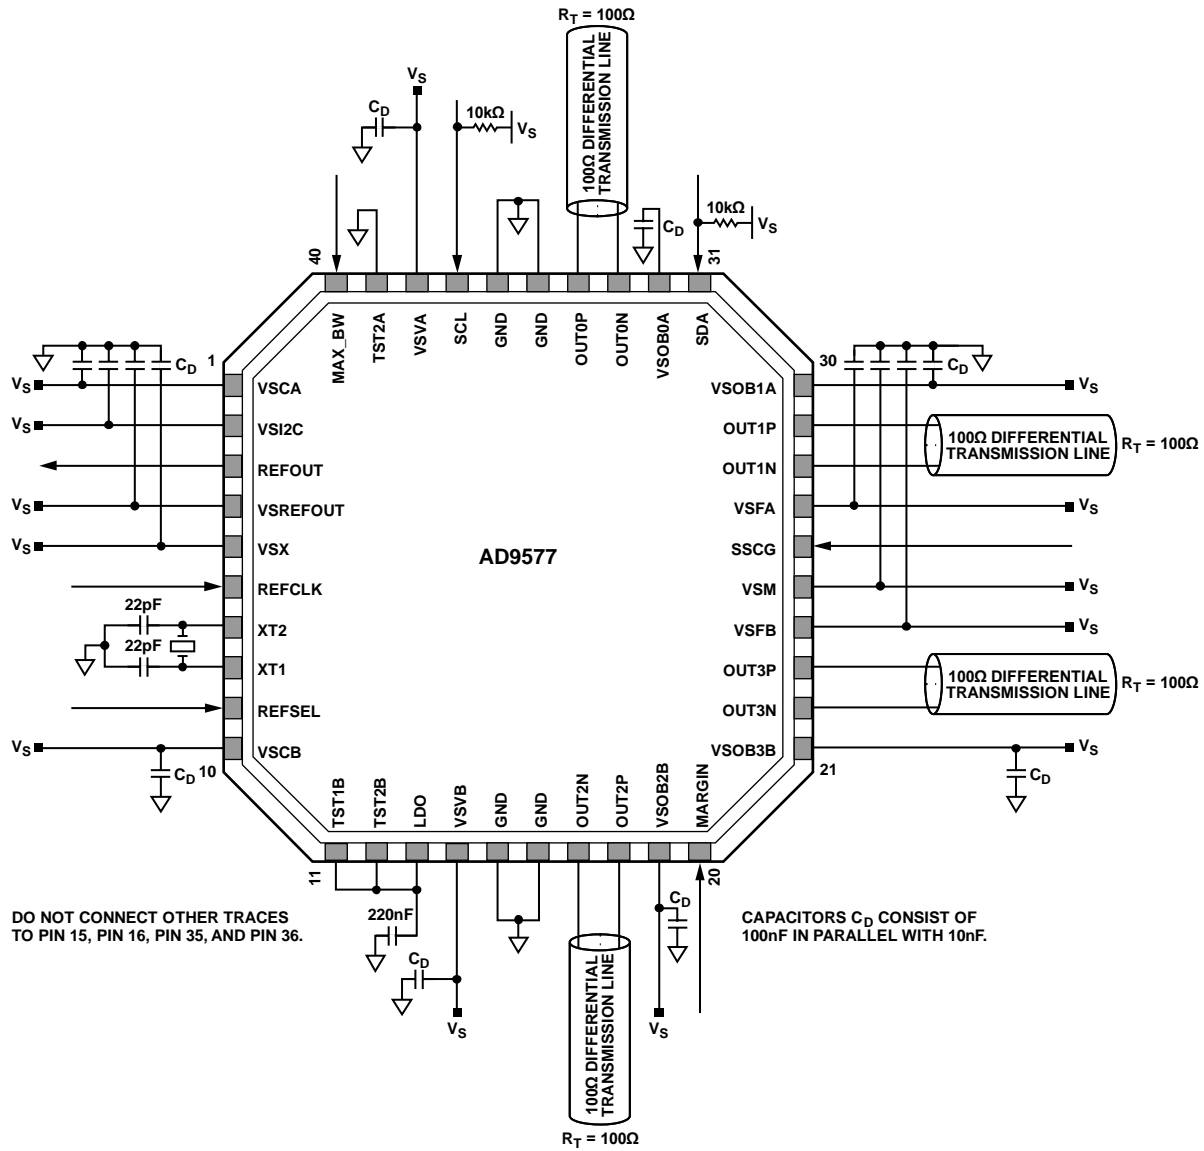 R_T = 100Ω
100Ω DIFFERENTIAL
TRANSMISSION LINE
V_S
C_D
10kΩ
V_S
C_D
10kΩ
V_S
40
31
MAX_BW
TST2A
VSVA
SCL
GND
GND
OUT0P
OUT0N
VSOB0A
SDA
1
C_D
V_S
VSCA
V_S
VSI2C
REFOUT
V_S
VSREFOUT
V_S
VSX
REFCLK
22pF
XT2
22pF
XT1
REFSEL
V_S
VSCB
C_D
10
AD9577
30
C_D
VSOB1A
V_S
OUT1P
OUT1N
100Ω DIFFERENTIAL
TRANSMISSION LINE
R_T = 100Ω
VSFA
V_S
SSCG
VSM
V_S
VSFB
V_S
OUT3P
OUT3N
100Ω DIFFERENTIAL
TRANSMISSION LINE
R_T = 100Ω
VSOB3B
V_S
21
C_D
TST1B
TST2B
LDO
VSVB
GND
GND
OUT2N
OUT2P
VSOB2B
MARGIN
11
20
220nF
C_D
V_S
C_D
V_S
100Ω DIFFERENTIAL
TRANSMISSION LINE
R_T = 100Ω
DO NOT CONNECT OTHER TRACES
TO PIN 15, PIN 16, PIN 35, AND PIN 36.
CAPACITORS C_D CONSIST OF
100nF IN PARALLEL WITH 10nF.